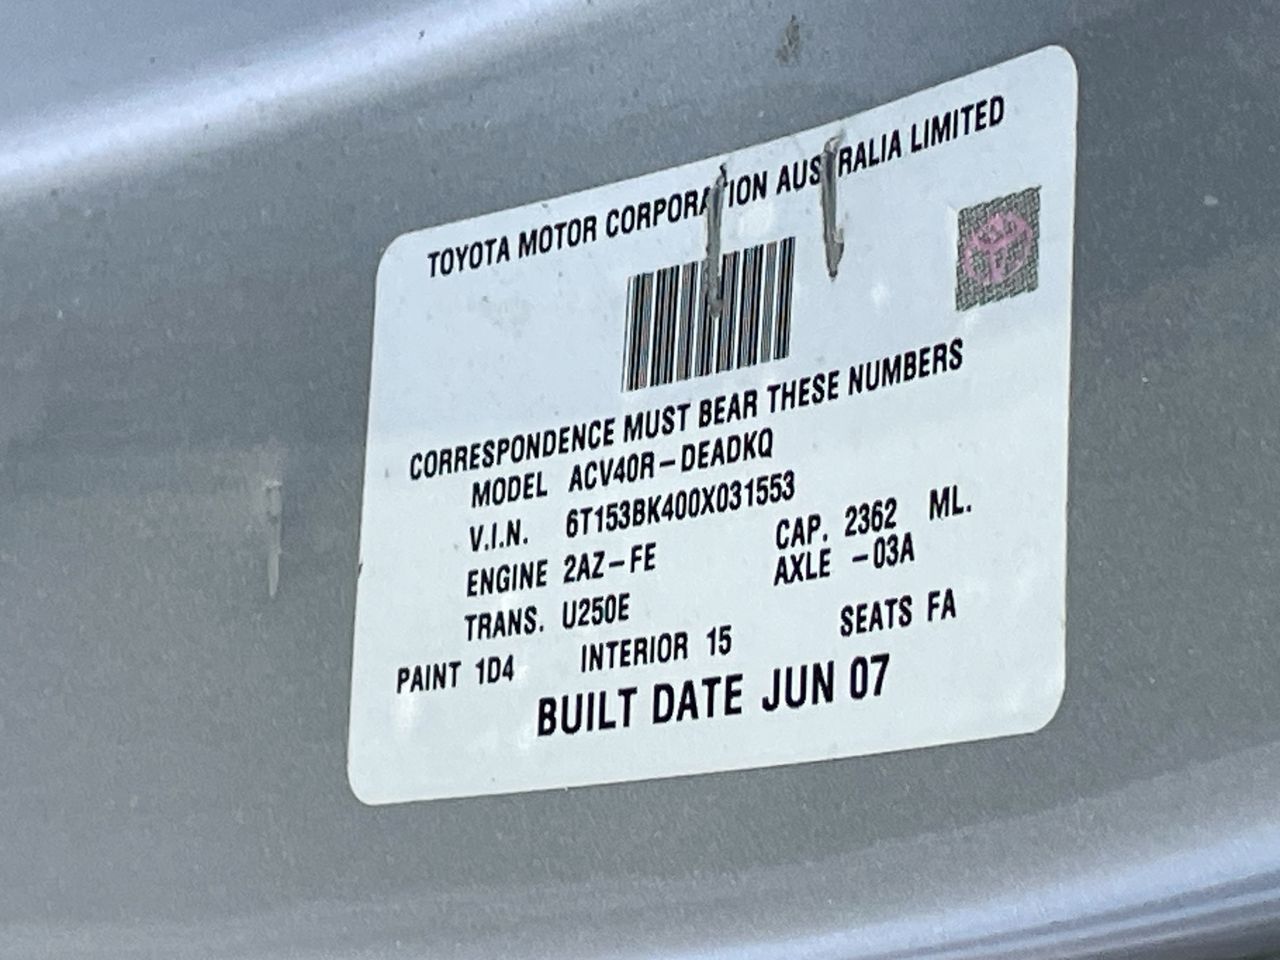 TOYOTA MOTOR CORPORATION AUSTRALIA LIMITED
CORRESPONDENCE MUST BEAR THESE NUMBERS
MODEL ACV40R-DEADKQ
V.I.N. 6T153BK400X031553
ENGINE 2AZ-FE CAP. 2362 ML.
TRANS. U250E AXLE -03A
PAINT 1D4 INTERIOR 15 SEATS FA
BUILT DATE JUN 07